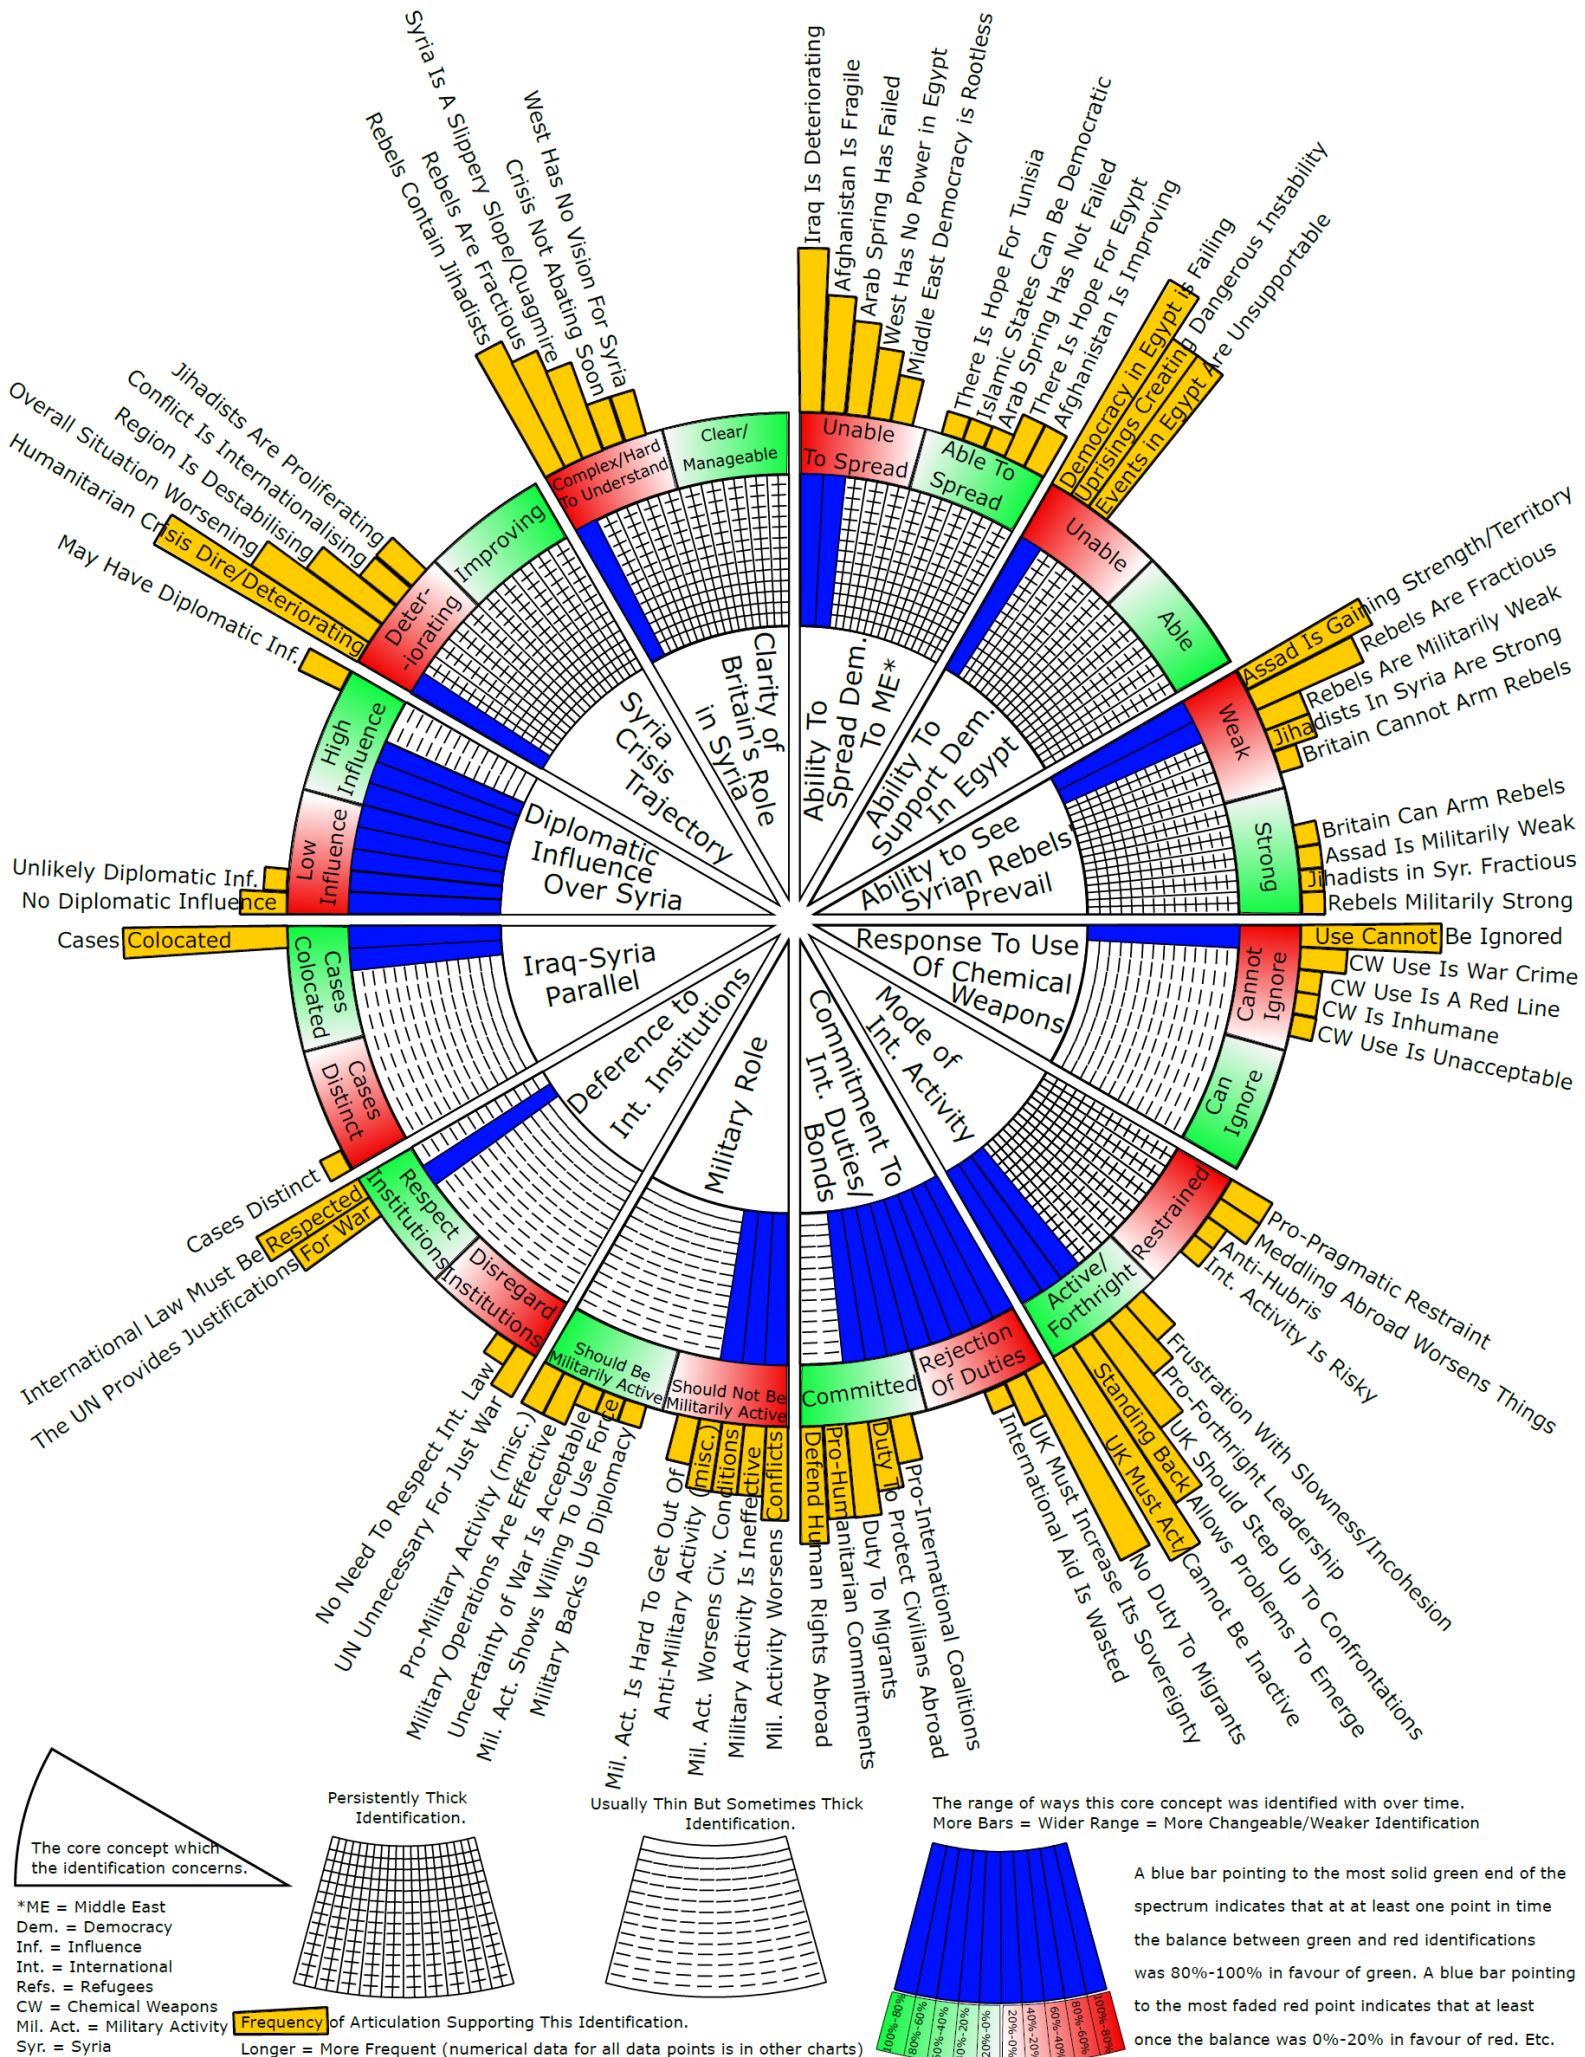 Iraq Is Deteriorating
Afghanistan Is Fragile
Arab Spring Has Failed
West Has No Power in Egypt
Middle East Democracy is Rootless
Unable
To Spread
There Is Hope For Tunisia
Islamic States Can Be Democratic
Arab Spring Has Not Failed
There Is Hope For Egypt
Afghanistan Is Improving
Able To
Spread
Ability To
Spread Dem.
To ME*
Democracy in Egypt is Failing
Uprisings Creating Dangerous Instability
Events in Egypt Are Unsupportable
Unable
Able
Ability To
Support Dem.
In Egypt
Assad Is Gaining Strength/Territory
Rebels Are Fractious
Rebels Are Militarily Weak
Jihadists In Syria Are Strong
Britain Cannot Arm Rebels
Weak
Britain Can Arm Rebels
Assad Is Militarily Weak
Jihadists in Syr. Fractious
Rebels Militarily Strong
Strong
Ability to See
Syrian Rebels'
Prevail
Use Cannot Be Ignored
CW Use Is War Crime
CW Use Is A Red Line
CW Is Inhumane
CW Use Is Unacceptable
Cannot
Ignore
Can
Ignore
Response To Use
Of Chemical
Weapons
Pro-Pragmatic Restraint
Meddling Abroad Worsens Things
Anti-Hubris
Int. Activity Is Risky
Restrained
Frustration With Slowness/Incohesion
Pro-Forthright Leadership
UK Should Step Up To Confrontations
Standing Back Allows Problems To Emerge
UK Must Act/Cannot Be Inactive
Active/
Forthright
Mode of
Int. Activity
No Duty To Migrants
UK Must Increase Its Sovereignty
International Aid Is Wasted
Rejection
Of Duties
Pro-International Coalitions
Duty To Protect Civilians Abroad
Duty To Migrants
Pro-Humanitarian Commitments
Defend Human Rights Abroad
Committed
Commitment To
Int. Duties/
Bonds
Mil. Activity Worsens Conflicts
Military Activity Is Ineffective
Mil. Act. Worsens Civ. Conditions
Anti-Military Activity (misc.)
Mil. Act. Is Hard To Get Out Of
Should Not Be
Militarily Active
Military Backs Up Diplomacy
Mil. Act. Shows Willing To Use Force
Uncertainty of War Is Acceptable
Military Operations Are Effective
Pro-Military Activity (misc.)
Should Be
Militarily Active
Military Role
UN Unnecessary For Just War
No Need To Respect Int. Law
Disregard
Institutions
The UN Provides Justifications For War
International Law Must Be Respected
Respect
Institutions
Deference to
Int. Institutions
Cases Distinct
Cases
Distinct
Cases Colocated
Cases
Colocated
Iraq-Syria
Parallel
No Diplomatic Influence
Unlikely Diplomatic Inf.
Low
Influence
May Have Diplomatic Inf.
High
Influence
Diplomatic
Influence
Over Syria
Humanitarian Crisis Dire/Deteriorating
Overall Situation Worsening
Region Is Destabilising
Conflict Is Internationalising
Jihadists Are Proliferating
Deter-
-iorating
Improving
Syria
Crisis
Trajectory
Rebels Contain Jihadists
Rebels Are Fractious
Syria Is A Slippery Slope/Quagmire
Crisis Not Abating Soon
West Has No Vision For Syria
Complex/Hard
To Understand
Clear/
Manageable
Clarity of
Britain's Role
in Syria
The core concept which
the identification concerns.
*ME = Middle East
Dem. = Democracy
Inf. = Influence
Int. = International
Refs. = Refugees
CW = Chemical Weapons
Mil. Act. = Military Activity
Syr. = Syria
Persistently Thick
Identification.
Usually Thin But Sometimes Thick
Identification.
Frequency of Articulation Supporting This Identification.
Longer = More Frequent (numerical data for all data points is in other charts)
The range of ways this core concept was identified with over time.
More Bars = Wider Range = More Changeable/Weaker Identification
100%-80%
80%-60%
60%-40%
40%-20%
20%-0%
20%-0%
40%-20%
60%-40%
80%-60%
100%-80%
A blue bar pointing to the most solid green end of the
spectrum indicates that at at least one point in time
the balance between green and red identifications
was 80%-100% in favour of green. A blue bar pointing
to the most faded red point indicates that at least
once the balance was 0%-20% in favour of red. Etc.